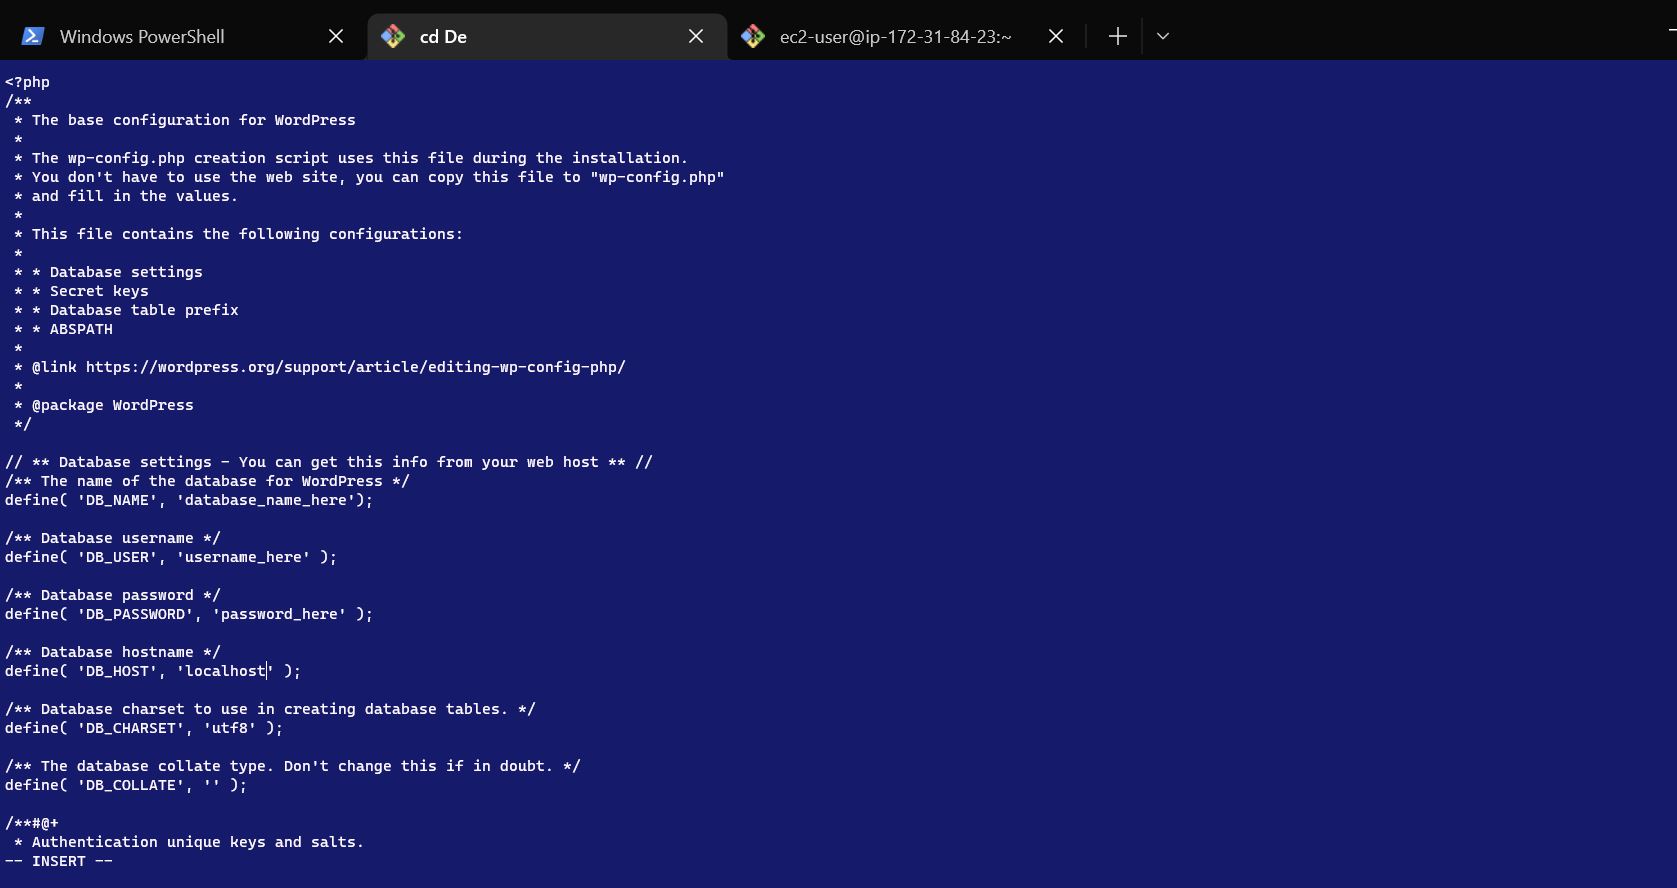 Windows PowerShell
cd De
ec2-user@ip-172-31-84-23:~
<?php
/**
 * The base configuration for WordPress
 *
 * The wp-config.php creation script uses this file during the installation.
 * You don't have to use the web site, you can copy this file to "wp-config.php"
 * and fill in the values.
 *
 * This file contains the following configurations:
 *
 * * Database settings
 * * Secret keys
 * * Database table prefix
 * * ABSPATH
 *
 * @link https://wordpress.org/support/article/editing-wp-config-php/
 *
 * @package WordPress
 */

// ** Database settings - You can get this info from your web host ** //
/** The name of the database for WordPress */
define( 'DB_NAME', 'database_name_here');

/** Database username */
define( 'DB_USER', 'username_here' );

/** Database password */
define( 'DB_PASSWORD', 'password_here' );

/** Database hostname */
define( 'DB_HOST', 'localhost' );

/** Database charset to use in creating database tables. */
define( 'DB_CHARSET', 'utf8' );

/** The database collate type. Don't change this if in doubt. */
define( 'DB_COLLATE', '' );

/**#@+
 * Authentication unique keys and salts.
-- INSERT --